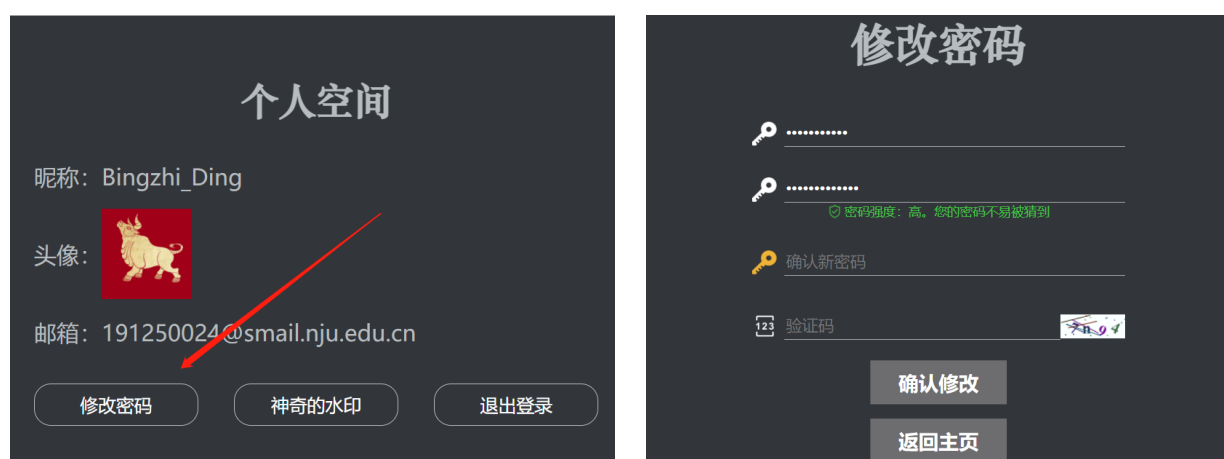 个人空间
昵称：Bingzhi_Ding
头像：
邮箱：191250024@smail.nju.edu.cn
修改密码
神奇的水印
退出登录
修改密码
•••••••••••
•••••••••••••
密码强度：高。您的密码不易被猜到
确认新密码
123
验证码
确认修改
返回主页